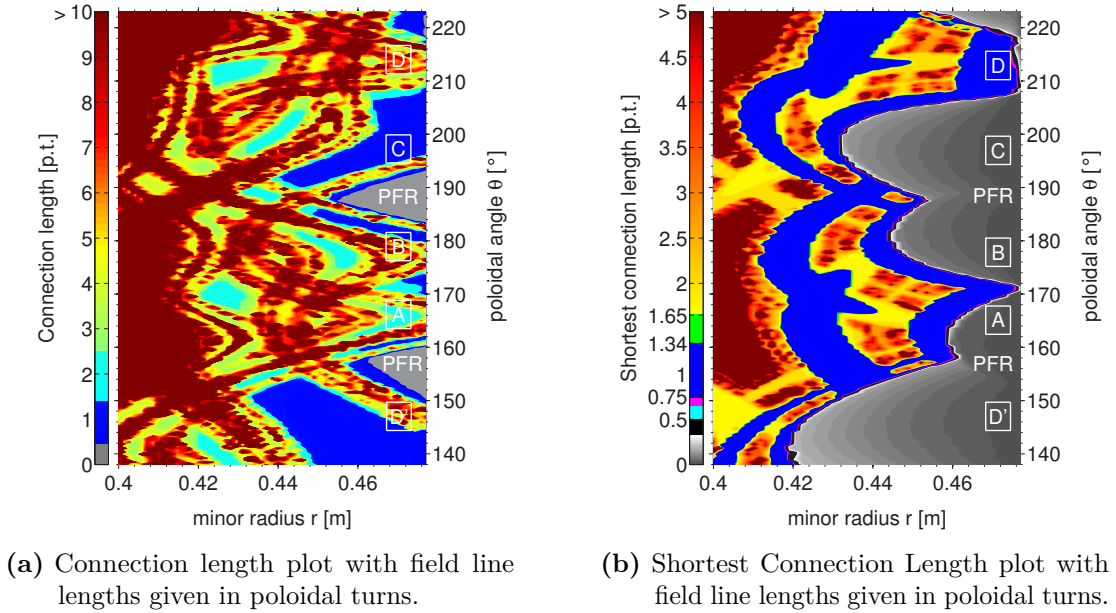 >
10
9
8
7
6
5
4
3
2
1
0
Connection length [p.t.]
D
C
PFR
B
A
PFR
D'
220
210
200
190
180
170
160
150
140
poloidal angle θ [°]
0.4
0.42
0.44
0.46
minor radius r [m]
(a) Connection length plot with field line
lengths given in poloidal turns.
>
5
4.5
4
3.5
3
2.5
2
1.65
1.34
1
0.75
0.5
0
Shortest connection length [p.t.]
D
C
PFR
B
A
PFR
D'
220
210
200
190
180
170
160
150
140
poloidal angle θ [°]
0.4
0.42
0.44
0.46
minor radius r [m]
(b) Shortest Connection Length plot with
field line lengths given in poloidal turns.